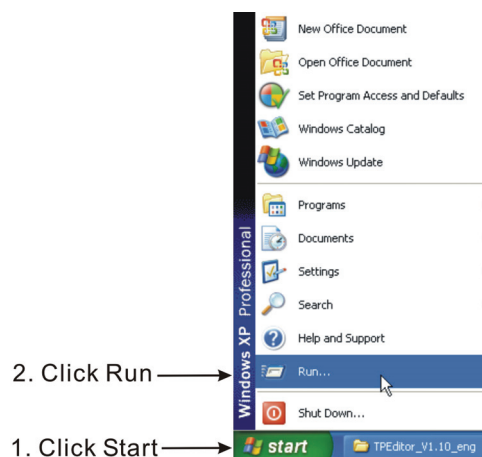 New Office Document
Open Office Document
Set Program Access and Defaults
Windows Catalog
Windows Update
Programs
Documents
Settings
Search
Help and Support
Run...
Shut Down...
Windows XP Professional
2. Click Run
1. Click Start
start
TPEditor_V1.10_eng